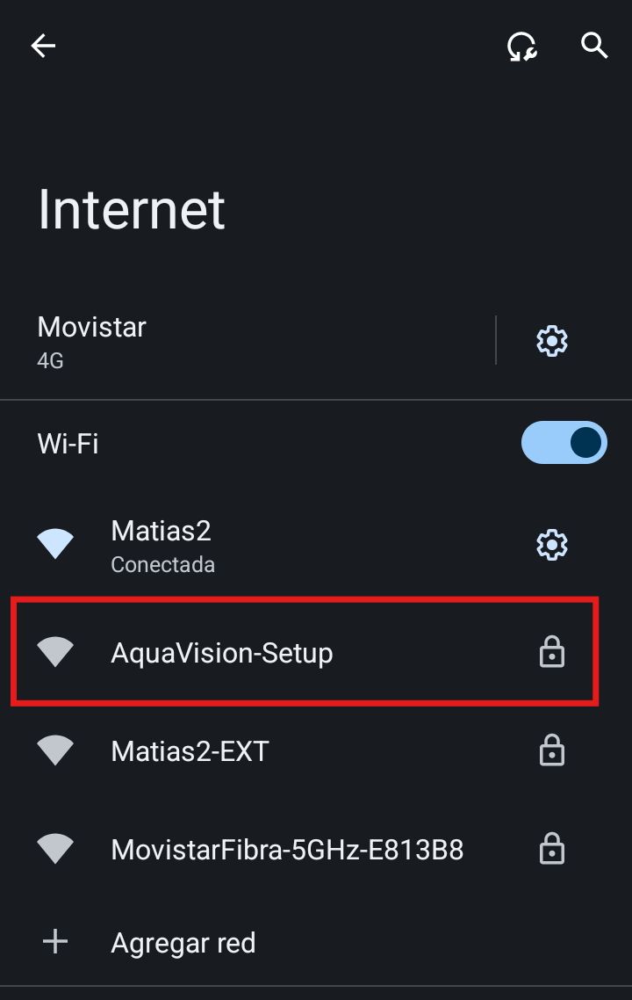 Internet
Movistar
4G
Wi-Fi
Matias2
Conectada
AquaVision-Setup
Matias2-EXT
MovistarFibra-5GHz-E813B8
Agregar red